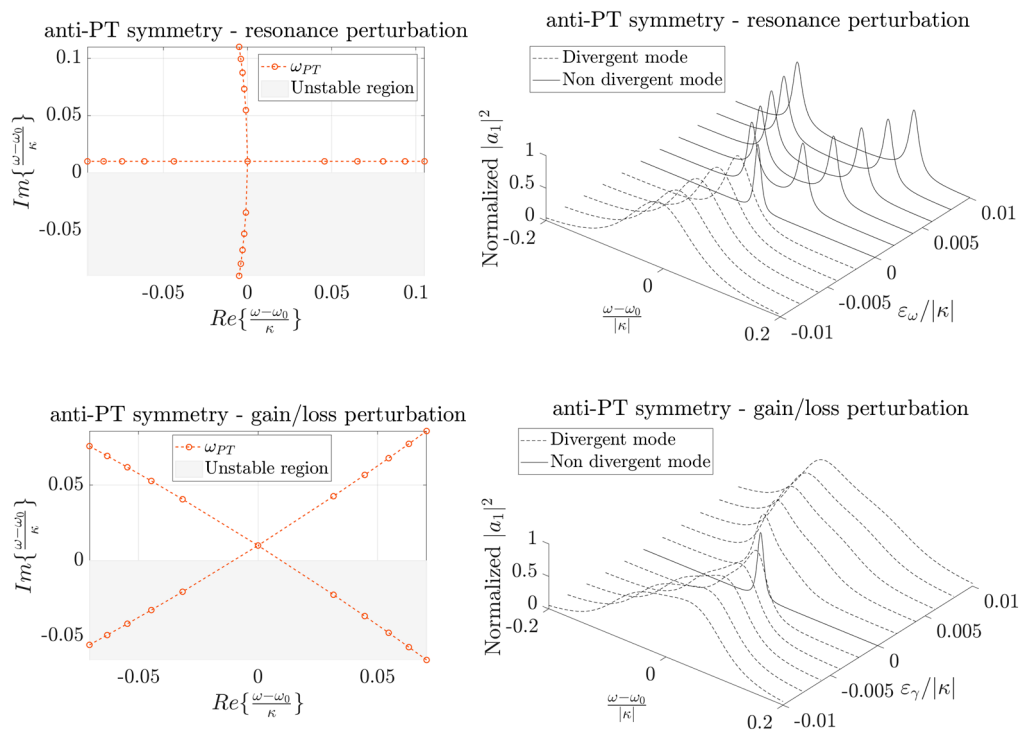 anti-PT symmetry - resonance perturbation
0.1
0.05
0
-0.05
Im{ω−ω₀/κ}
ω_PT
Unstable region
-0.05 0 0.05 0.1
Re{ω−ω₀/κ}
anti-PT symmetry - resonance perturbation
Divergent mode
Non divergent mode
Normalized |a₁|²
1
0.5
0
-0.2
0
0.2
ω−ω₀/|κ|
0.01
0.005
0
-0.005
-0.01
ε_ω/|κ|
anti-PT symmetry - gain/loss perturbation
0.05
0
-0.05
Im{ω−ω₀/κ}
ω_PT
Unstable region
-0.05 0 0.05
Re{ω−ω₀/κ}
anti-PT symmetry - gain/loss perturbation
Divergent mode
Non divergent mode
Normalized |a₁|²
1
0.5
0
-0.2
0
0.2
ω−ω₀/|κ|
0.01
0.005
0
-0.005
-0.01
ε_γ/|κ|